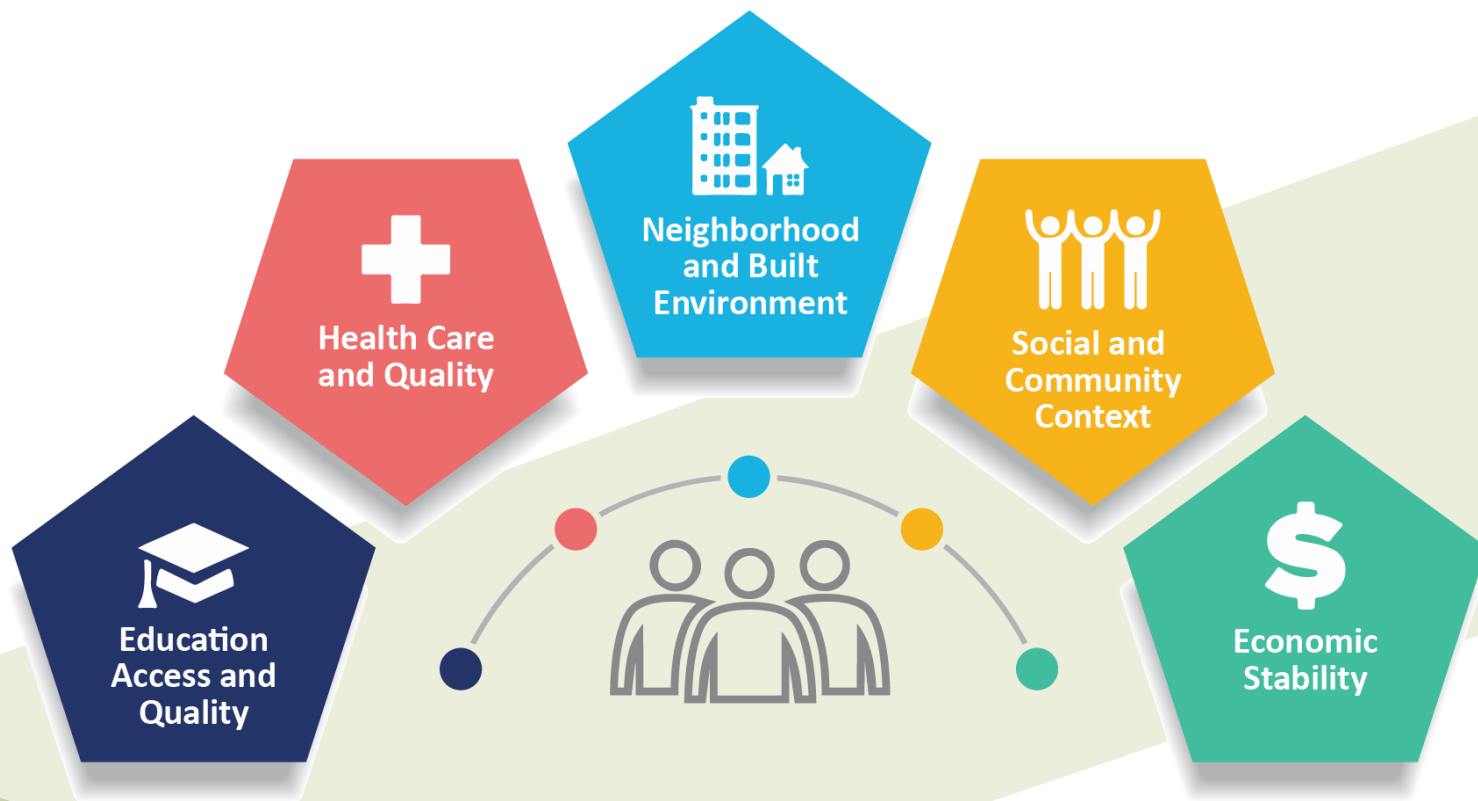 Education
Access and
Quality
Health Care
and Quality
Neighborhood
and Built
Environment
Social and
Community
Context
Economic
Stability